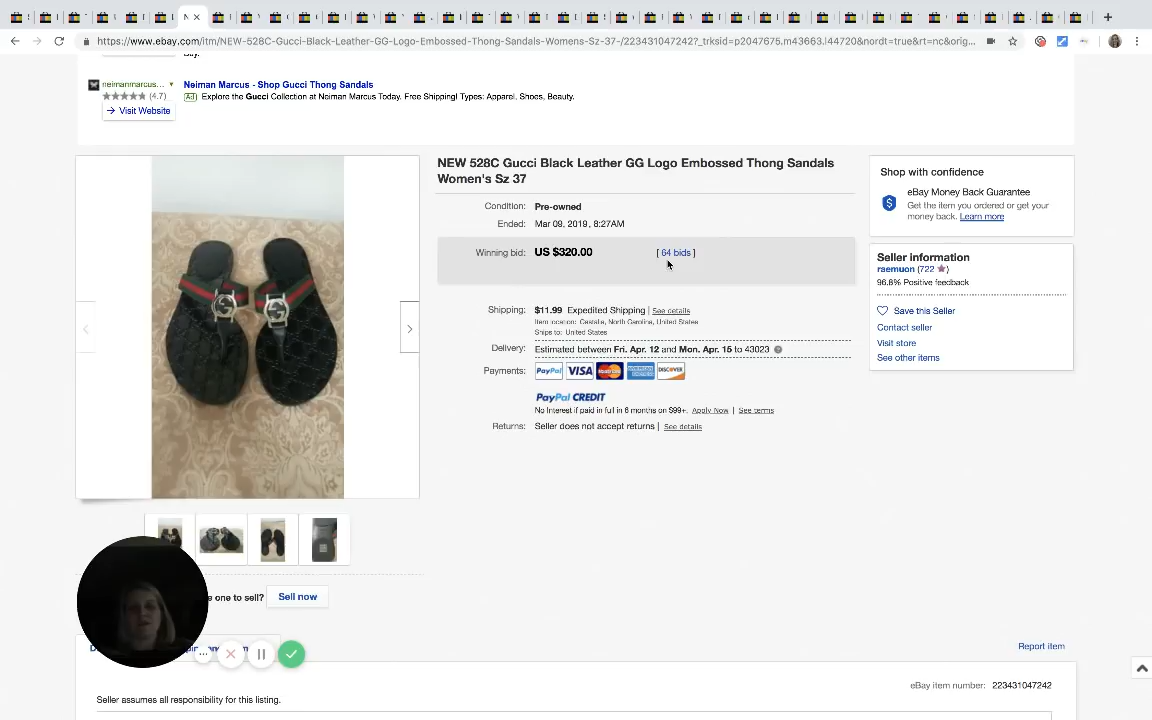 N
https://www.ebay.com/itm/NEW-528C-Gucci-Black-Leather-GG-Logo-Embossed-Thong-Sandals-Womens-Sz-37-/223431047242?_trksid=p2047675.m43663.l44720&nordt=true&rt=nc&orig...
neimanmarcus...
Neiman Marcus - Shop Gucci Thong Sandals
(4.7)
Ad Explore the Gucci Collection at Neiman Marcus Today. Free Shipping! Types: Apparel, Shoes, Beauty.
Visit Website
NEW 528C Gucci Black Leather GG Logo Embossed Thong Sandals
Women's Sz 37
Condition: Pre-owned
Ended: Mar 09, 2019 , 8:27AM
Winning bid: US $320.00 [ 64 bids ]
Shipping: $11.99 Expedited Shipping | See details
Item location: Castalia, North Carolina, United States
Ships to: United States
Delivery: Estimated between Fri. Apr. 12 and Mon. Apr. 15 to 43023
Payments: PayPal VISA MasterCard AMERICAN EXPRESS DISCOVER
PayPal CREDIT
No Interest if paid in full in 6 months on $99+. Apply Now | See terms
Returns: Seller does not accept returns | See details
Shop with confidence
eBay Money Back Guarantee
Get the item you ordered or get your
money back. Learn more
Seller information
raemuon (722)
96.8% Positive feedback
Save this Seller
Contact seller
Visit store
See other items
e one to sell? Sell now
Report item
eBay item number: 223431047242
Seller assumes all responsibility for this listing.